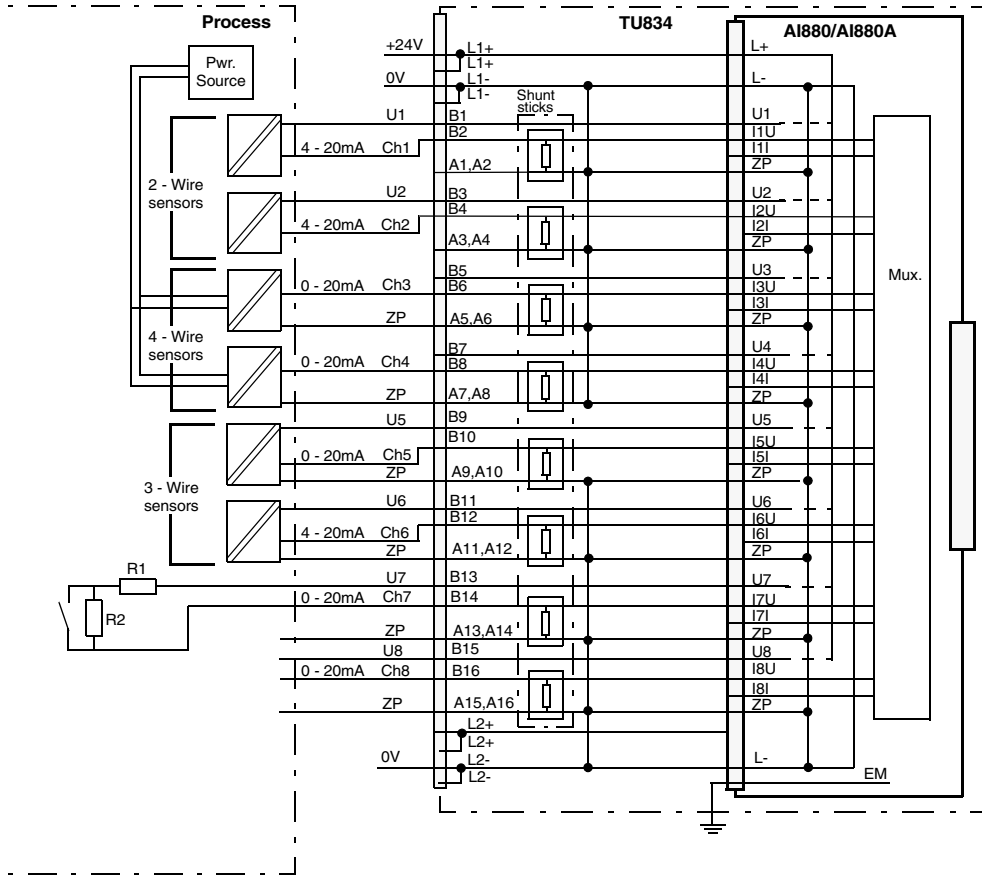 Process
TU834
AI880/AI880A
Pwr.
Source
+24V
L1+
L1+
L+
0V
L1-
L1-
L-
Shunt
sticks
U1
B1
U1
B2
I1U
4 - 20mA
Ch1
I1I
A1,A2
ZP
2 - Wire
sensors
U2
B3
U2
B4
I2U
4 - 20mA
Ch2
I2I
A3,A4
ZP
B5
U3
Mux.
0 - 20mA
Ch3
B6
I3U
I3I
ZP
A5,A6
ZP
4 - Wire
sensors
B7
U4
0 - 20mA
Ch4
B8
I4U
I4I
ZP
A7,A8
ZP
U5
B9
U5
B10
I5U
0 - 20mA
Ch5
I5I
ZP
A9,A10
ZP
3 - Wire
sensors
U6
B11
U6
B12
I6U
4 - 20mA
Ch6
I6I
ZP
A11,A12
ZP
R1
U7
B13
U7
0 - 20mA
Ch7
B14
I7U
R2
I7I
ZP
A13,A14
ZP
U8
B15
U8
0 - 20mA
Ch8
B16
I8U
I8I
ZP
A15,A16
ZP
L2+
L2+
0V
L2-
L-
L2-
EM